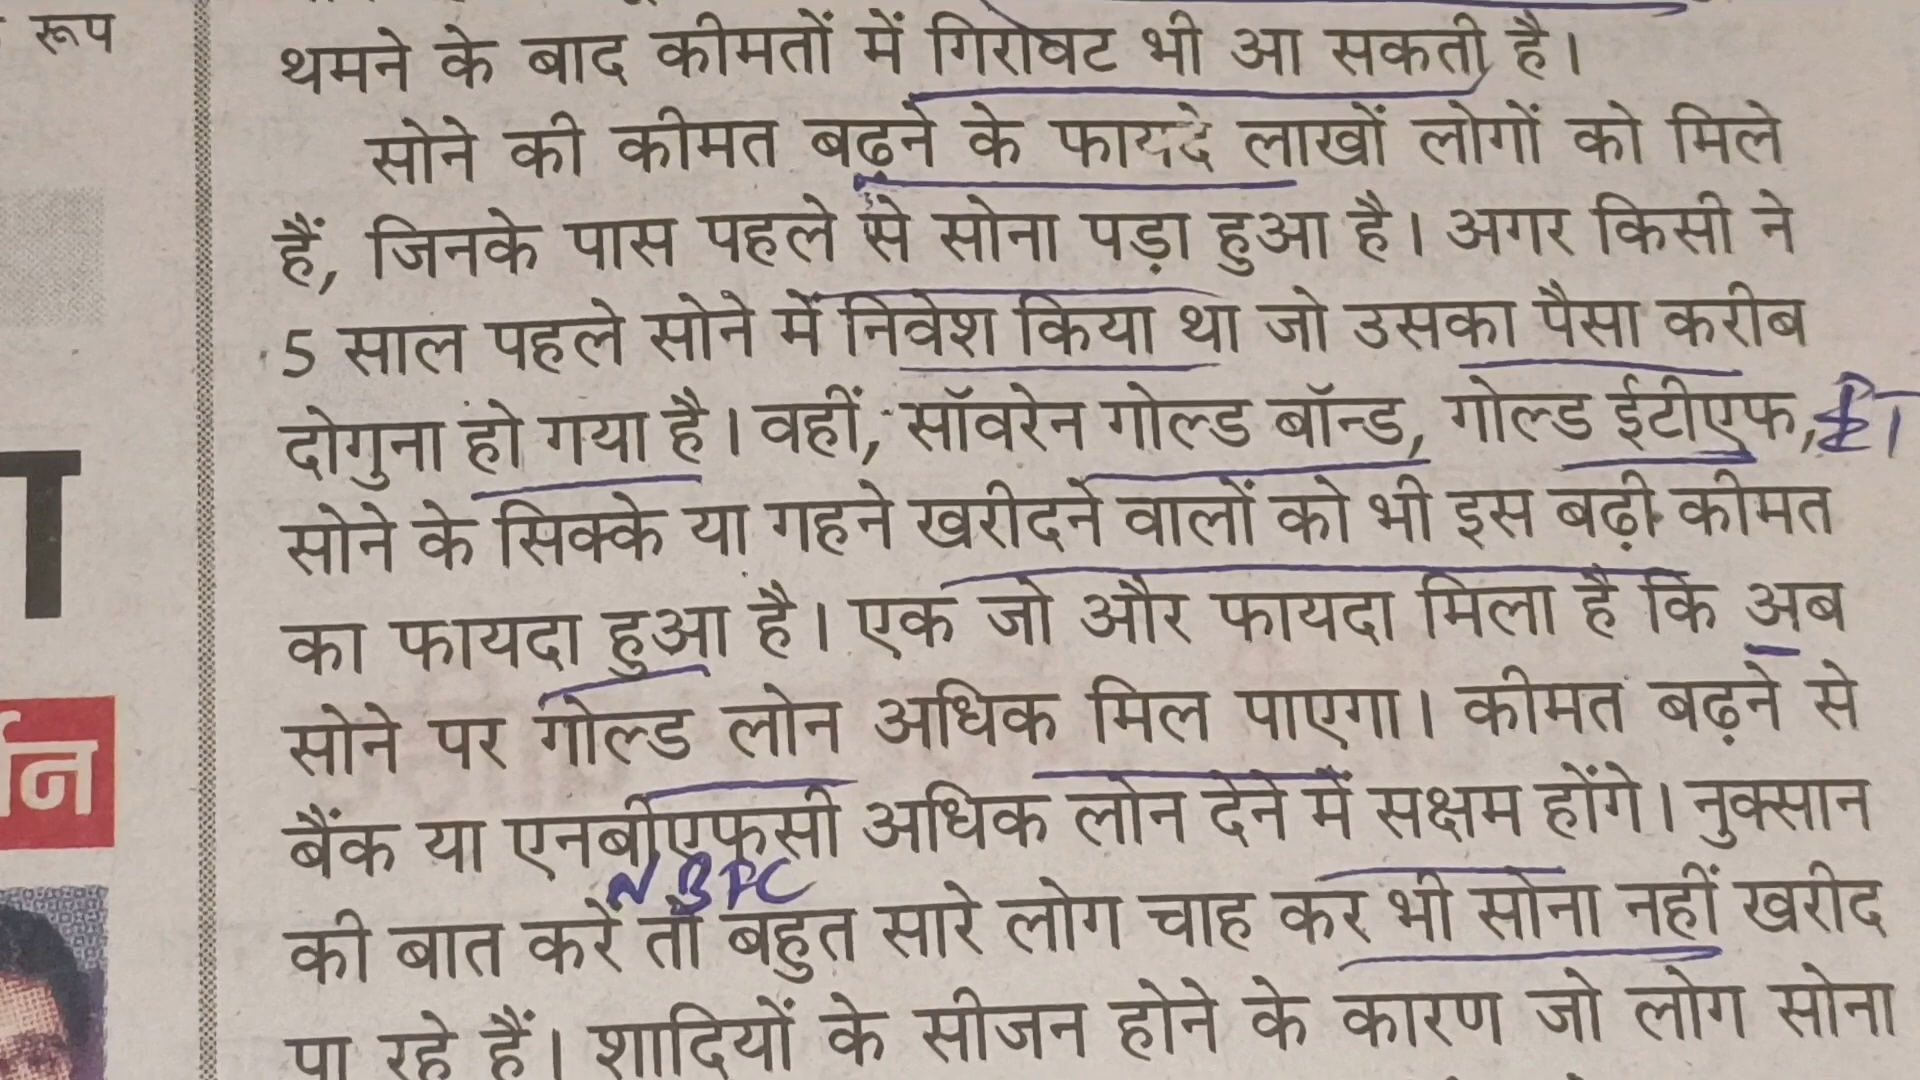 रूप
थमने के बाद कीमतों में गिरावट भी आ सकती है।
सोने की कीमत बढ़ने के फायदे लाखों लोगों को मिले
हैं, जिनके पास पहले से सोना पड़ा हुआ है। अगर किसी ने
5 साल पहले सोने में निवेश किया था जो उसका पैसा करीब
दोगुना हो गया है। वहीं, सॉवरेन गोल्ड बॉन्ड, गोल्ड ईटीएफ,
सोने के सिक्के या गहने खरीदने वालों को भी इस बढ़ी कीमत
का फायदा हुआ है। एक जो और फायदा मिला है कि अब
सोने पर गोल्ड लोन अधिक मिल पाएगा। कीमत बढ़ने से
बैंक या एनबीएफसी अधिक लोन देने में सक्षम होंगे। नुक्सान
NBFC
की बात करें तो बहुत सारे लोग चाह कर भी सोना नहीं खरीद
पा रहे हैं। शादियों के सीजन होने के कारण जो लोग सोना